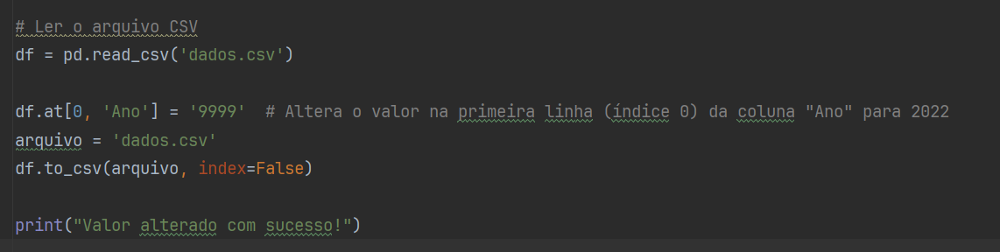 # Ler o arquivo CSV
df = pd.read_csv('dados.csv')
df.at[0, 'Ano'] = '9999'  # Altera o valor na primeira linha (índice 0) da coluna "Ano" para 2022
arquivo = 'dados.csv'
df.to_csv(arquivo, index=False)
print("Valor alterado com sucesso!")